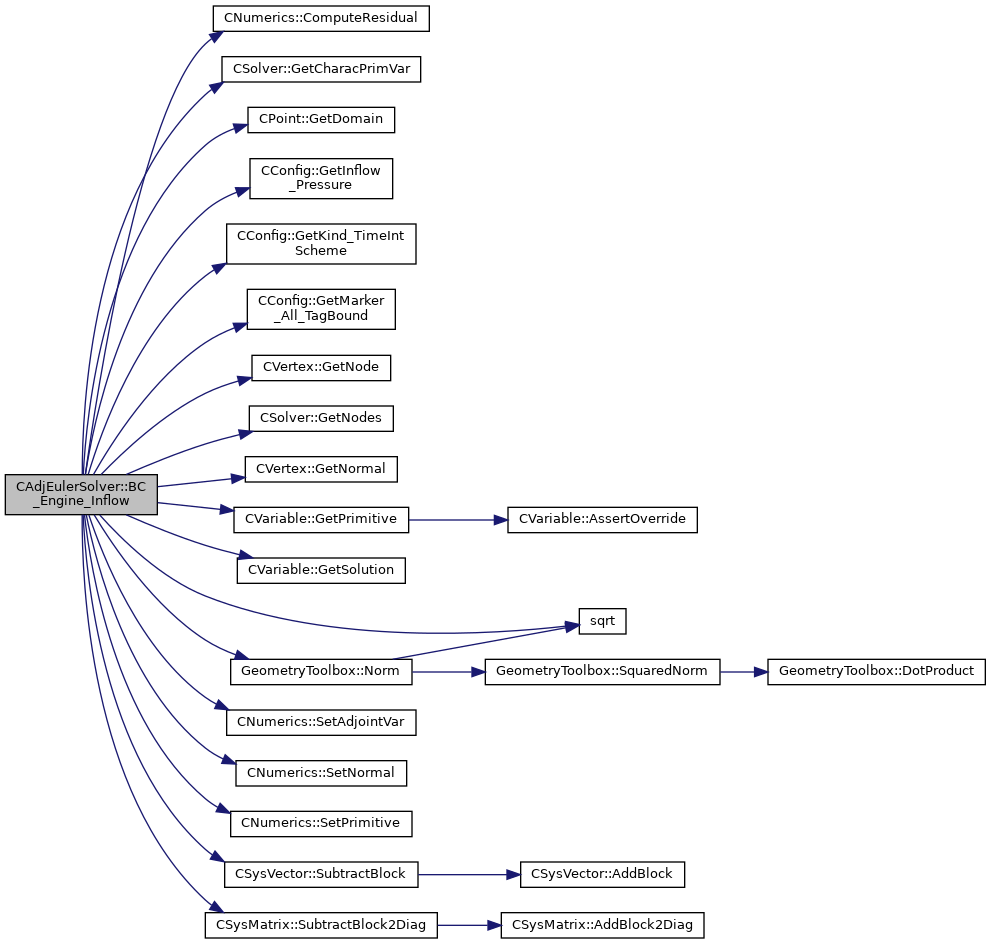 CNumerics::ComputeResidual
CSolver::GetCharacPrimVar
CPoint::GetDomain
CConfig::GetInflow
_Pressure
CConfig::GetKind_TimeInt
Scheme
CConfig::GetMarker
_All_TagBound
CVertex::GetNode
CSolver::GetNodes
CVertex::GetNormal
CAdjEulerSolver::BC
_Engine_Inflow
CVariable::GetPrimitive
CVariable::AssertOverride
CVariable::GetSolution
sqrt
GeometryToolbox::Norm
GeometryToolbox::SquaredNorm
GeometryToolbox::DotProduct
CNumerics::SetAdjointVar
CNumerics::SetNormal
CNumerics::SetPrimitive
CSysVector::SubtractBlock
CSysVector::AddBlock
CSysMatrix::SubtractBlock2Diag
CSysMatrix::AddBlock2Diag